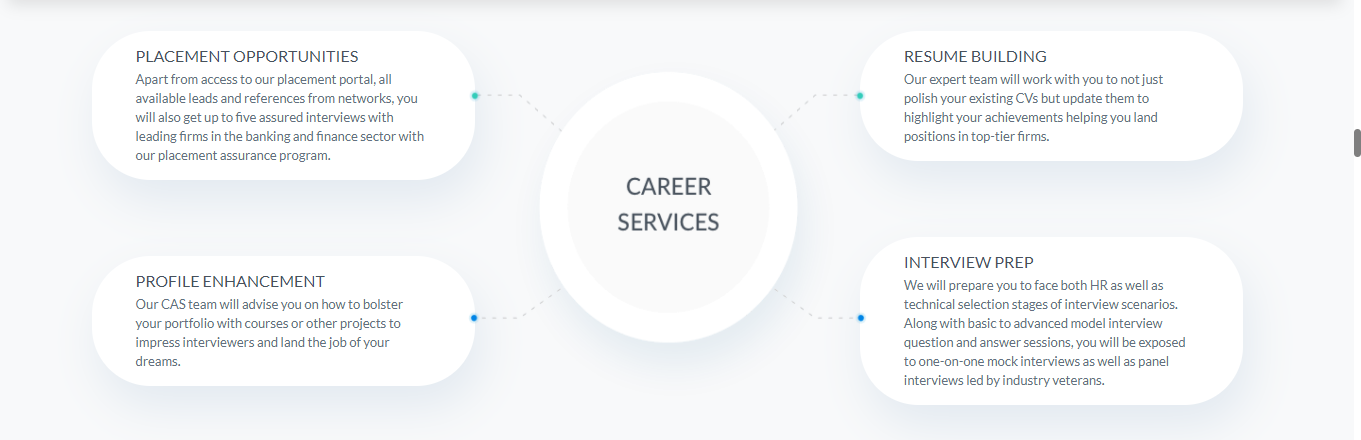 PLACEMENT OPPORTUNITIES
Apart from access to our placement portal, all
available leads and references from networks, you
will also get up to five assured interviews with
leading firms in the banking and finance sector with
our placement assurance program.
RESUME BUILDING
Our expert team will work with you to not just
polish your existing CVs but update them to
highlight your achievements helping you land
positions in top-tier firms.
CAREER
SERVICES
PROFILE ENHANCEMENT
Our CAS team will advise you on how to bolster
your portfolio with courses or other projects to
impress interviewers and land the job of your
dreams.
INTERVIEW PREP
We will prepare you to face both HR as well as
technical selection stages of interview scenarios.
Along with basic to advanced model interview
question and answer sessions, you will be exposed
to one-on-one mock interviews as well as panel
interviews led by industry veterans.